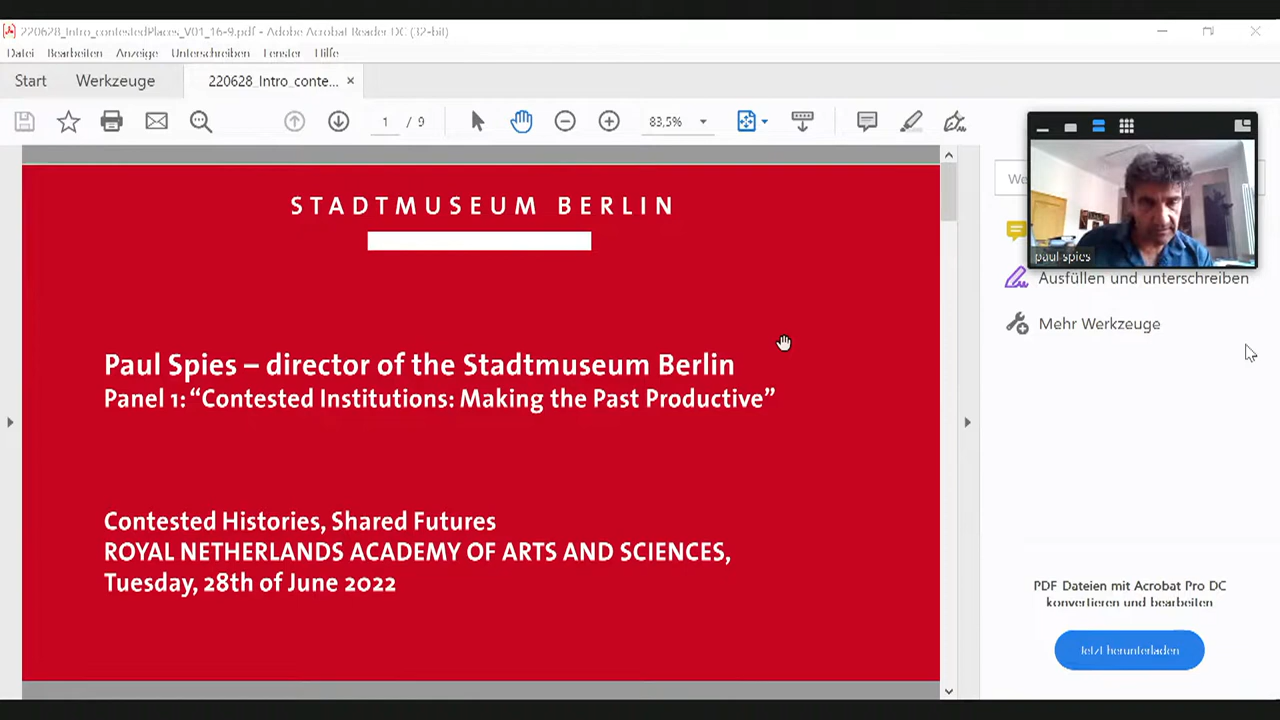 220628_Intro_contestedPlaces_V01_16-9.pdf - Adobe Acrobat Reader DC (32-bit)
Datei Bearbeiten Anzeige Unterschreiben Fenster Hilfe
Start Werkzeuge 220628_Intro_conte... ×
1 / 9 83,5%
STADTMUSEUM BERLIN
We
paul spies
Ausfüllen und unterschreiben
Mehr Werkzeuge
Paul Spies – director of the Stadtmuseum Berlin
Panel 1: “Contested Institutions: Making the Past Productive”
Contested Histories, Shared Futures
ROYAL NETHERLANDS ACADEMY OF ARTS AND SCIENCES,
Tuesday, 28th of June 2022
PDF Dateien mit Acrobat Pro DC
konvertieren und bearbeiten
Jetzt herunterladen